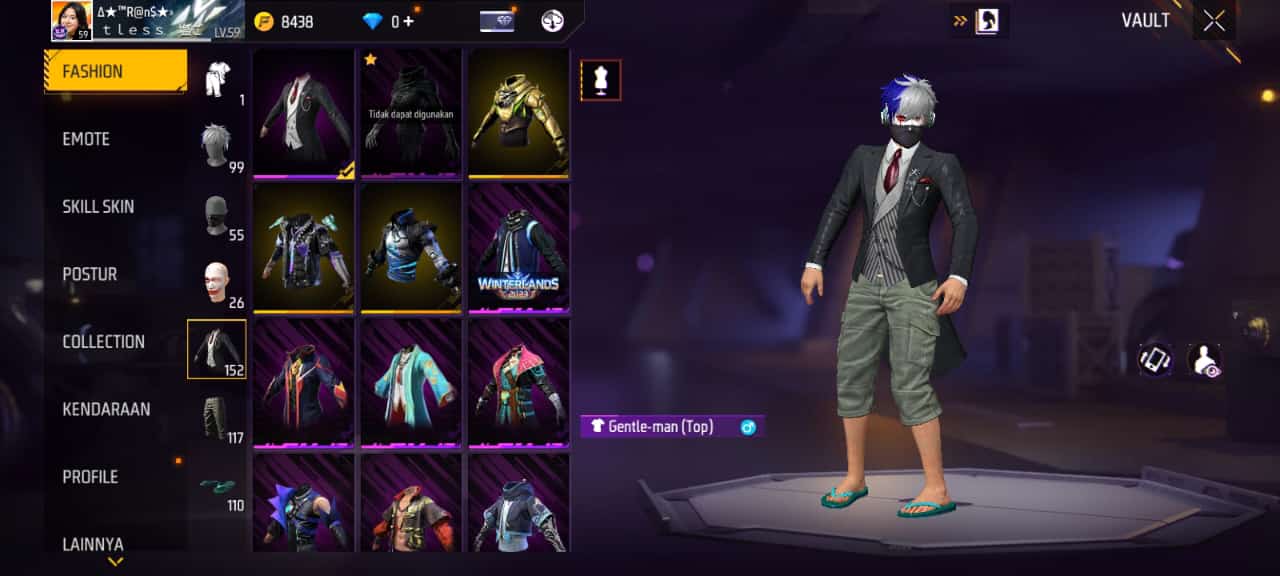 Δ★™R@n$★
tless
59
LV.59
8438
0 +
VAULT
FASHION
EMOTE
SKILL SKIN
POSTUR
COLLECTION
KENDARAAN
PROFILE
LAINNYA
1
99
55
26
152
117
110
Tidak dapat digunakan
WINTERLANDS
2023
Gentle-man (Top)